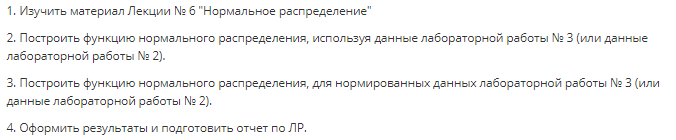 1. Изучить материал Лекции № 6 "Нормальное распределение"
2. Построить функцию нормального распределения, используя данные лабораторной работы № 3 (или данные
лабораторной работы № 2).
3. Построить функцию нормального распределения, для нормированных данных лабораторной работы № 3 (или
данные лабораторной работы № 2).
4. Оформить результаты и подготовить отчет по ЛР.